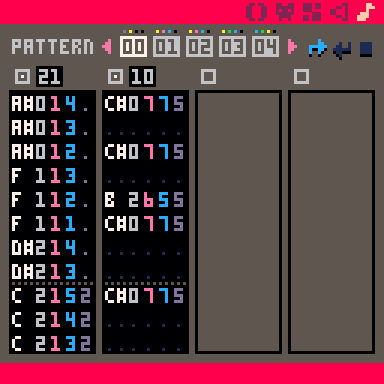 PATTERN 00 01 02 03 04
21 10
A#014. C#0775
A#013. ......
A#012. C#0775
F 113. ......
F 112. B 2655
F 111. C#0775
D#214. ......
D#213. ......
C 2152 C#0775
C 2142 ......
C 2132 ......